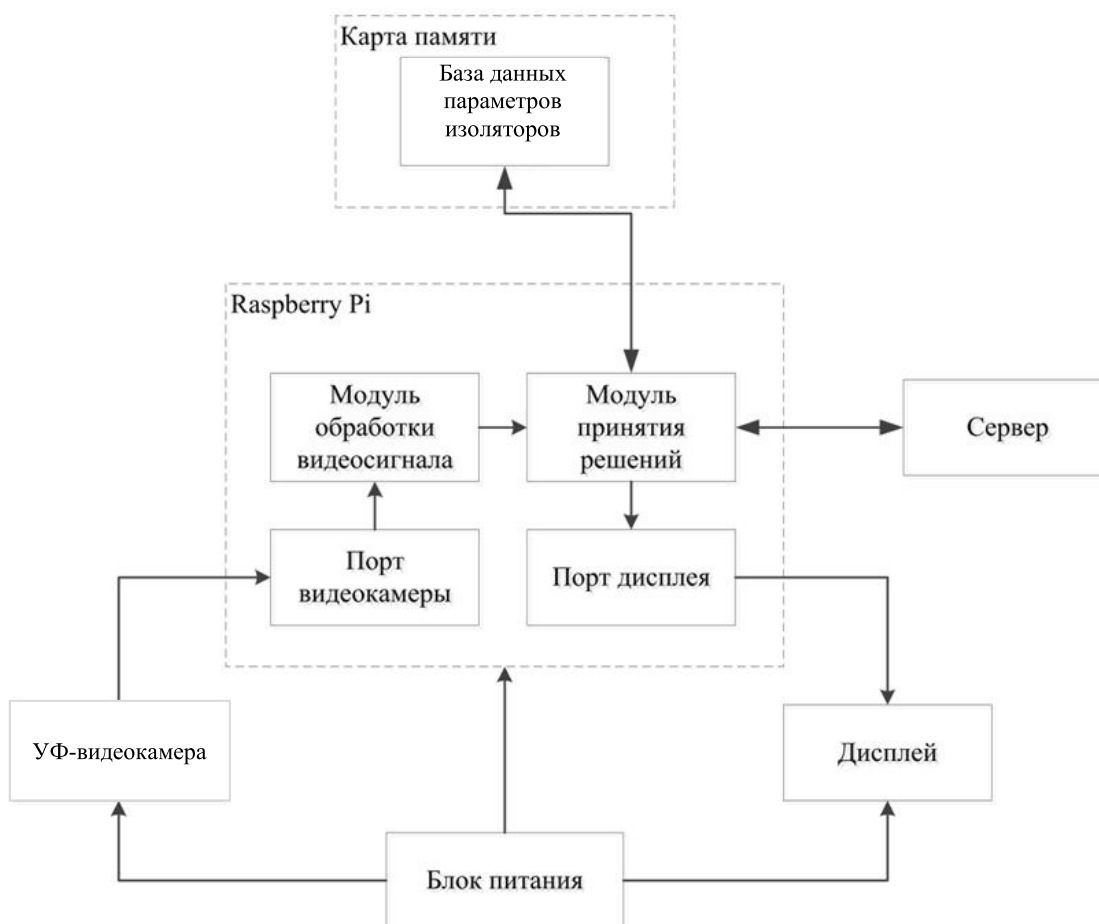 Карта памяти
База данных
параметров
изоляторов
Raspberry Pi
Модуль
обработки
видеосигнала
Модуль
принятия
решений
Сервер
Порт
видеокамеры
Порт дисплея
УФ-видеокамера
Дисплей
Блок питания